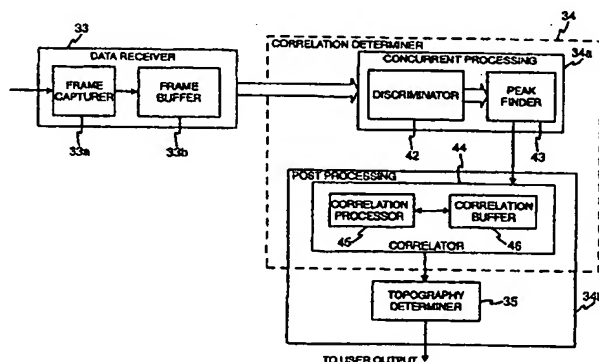 33
DATA RECEIVER
FRAME
CAPTURER
FRAME
BUFFER
33a
33b
34
CORRELATION DETERMINER
CONCURRENT PROCESSING
34a
DISCRIMINATOR
PEAK
FINDER
42
43
44
POST PROCESSING
CORRELATION
PROCESSOR
CORRELATION
BUFFER
45
46
CORRELATOR
TOPOGRAPHY
DETERMINER
35
TO USER OUTPUT